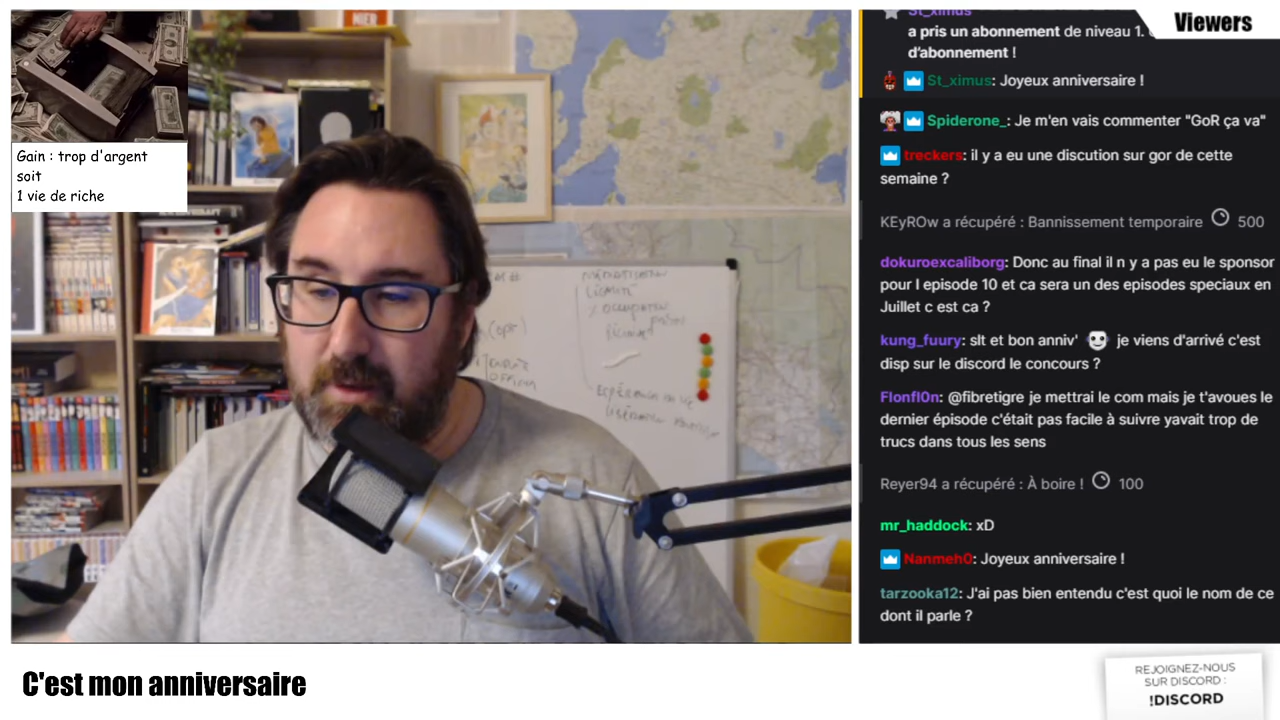 HIER
Gain : trop d'argent
soit
1 vie de riche
Viewers
St_ximus
a pris un abonnement de niveau 1.
d'abonnement !
St_ximus: Joyeux anniversaire !
Spiderone_: Je m'en vais commenter "GoR ça va"
treckers: il y a eu une discution sur gor de cette
semaine ?
KEyROw a récupéré : Bannissement temporaire 500
dokuroexcaliborg: Donc au final il n y a pas eu le sponsor
pour l episode 10 et ca sera un des episodes speciaux en
Juillet c est ca ?
kung_fuury: slt et bon anniv' je viens d'arrivé c'est
disp sur le discord le concours ?
Flonfl0n: @fibretigre je mettrai le com mais je t'avoues le
dernier épisode c'était pas facile à suivre yavait trop de
trucs dans tous les sens
Reyer94 a récupéré : À boire ! 100
mr_haddock: xD
Nanmeh0: Joyeux anniversaire !
tarzooka12: J'ai pas bien entendu c'est quoi le nom de ce
dont il parle ?
C'est mon anniversaire
REJOIGNEZ-NOUS
SUR DISCORD :
!DISCORD